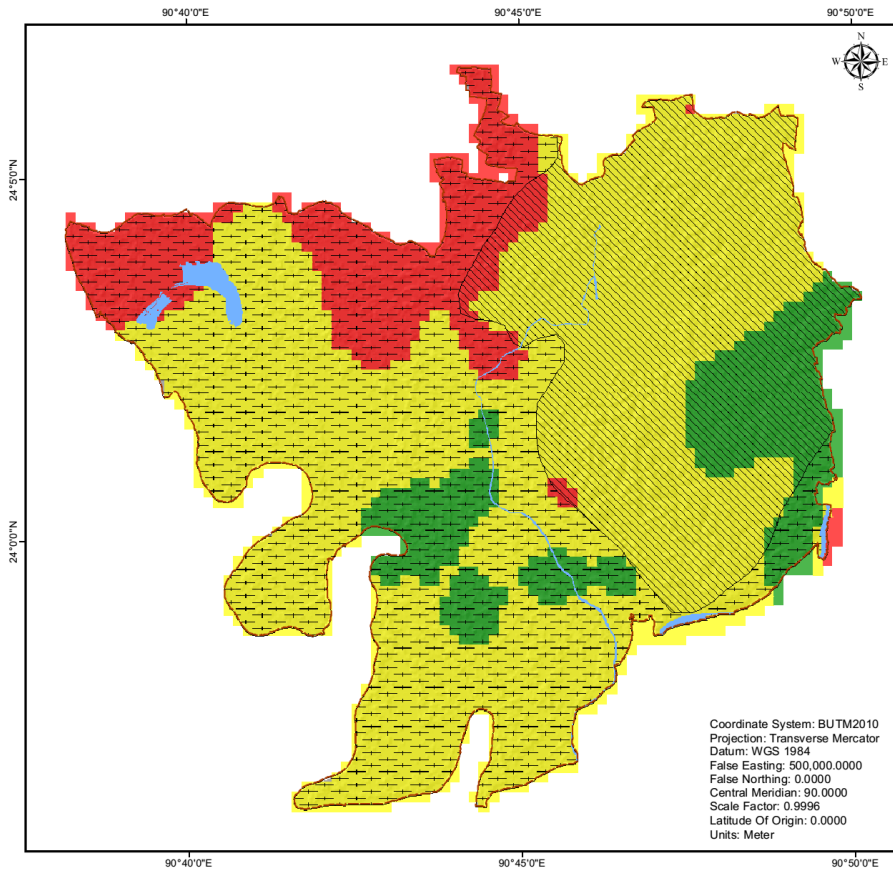 90°40'0"E 90°45'0"E 90°50'0"E
N
W E
S
24°5'0"N
24°0'0"N
Coordinate System: BUTM2010
Projection: Transverse Mercator
Datum: WGS 1984
False Easting: 500,000.0000
False Northing: 0.0000
Central Meridian: 90.0000
Scale Factor: 0.9996
Latitude Of Origin: 0.0000
Units: Meter
90°40'0"E 90°45'0"E 90°50'0"E